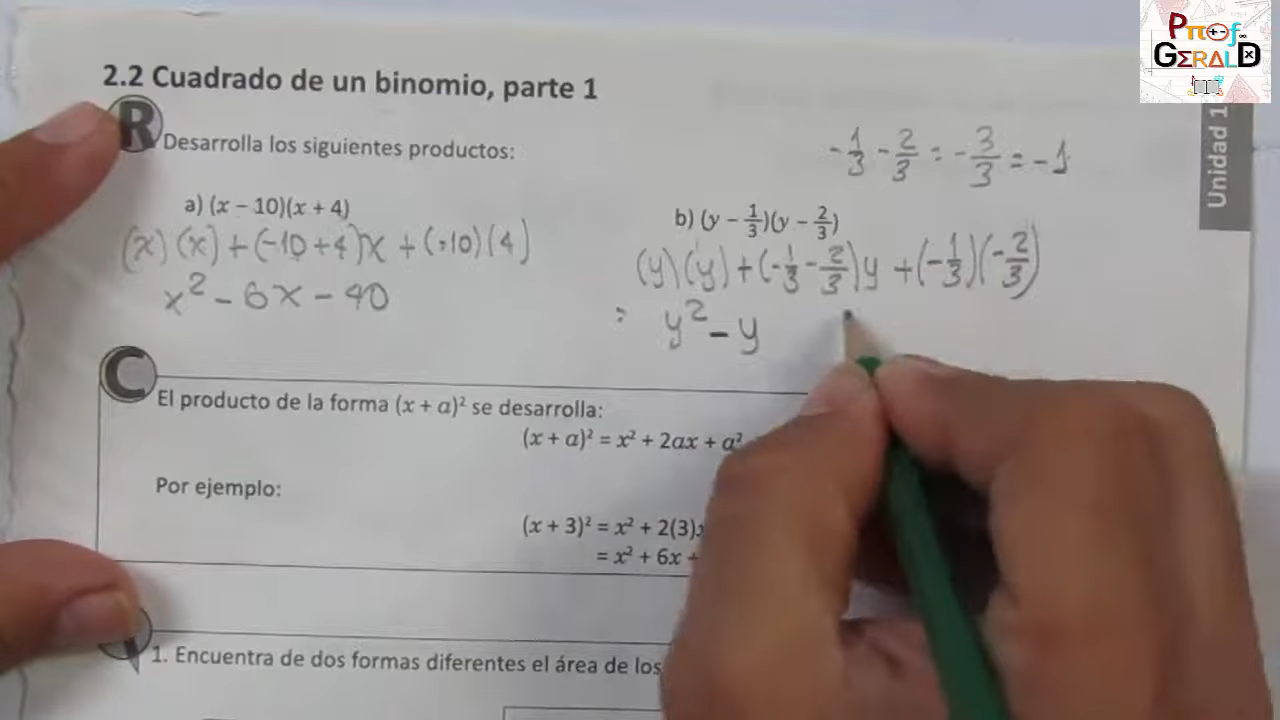 Pπof
GERALD
2.2 Cuadrado de un binomio, parte 1
Unidad 1
R
Desarrolla los siguientes productos:
-1/3 - 2/3 = -3/3 = -1
a) (x – 10)(x + 4)
(x)(x) + (-10+4)x + (-10)(4)
x² - 6x - 40
b) (y – 1/3)(y – 2/3)
(y)(y) + (-1/3 - 2/3)y + (-1/3)(-2/3)
= y² - y
C
El producto de la forma (x + a)² se desarrolla:
(x + a)² = x² + 2ax + a²
Por ejemplo:
(x + 3)² = x² + 2(3)x
= x² + 6x +
1. Encuentra de dos formas diferentes el área de los